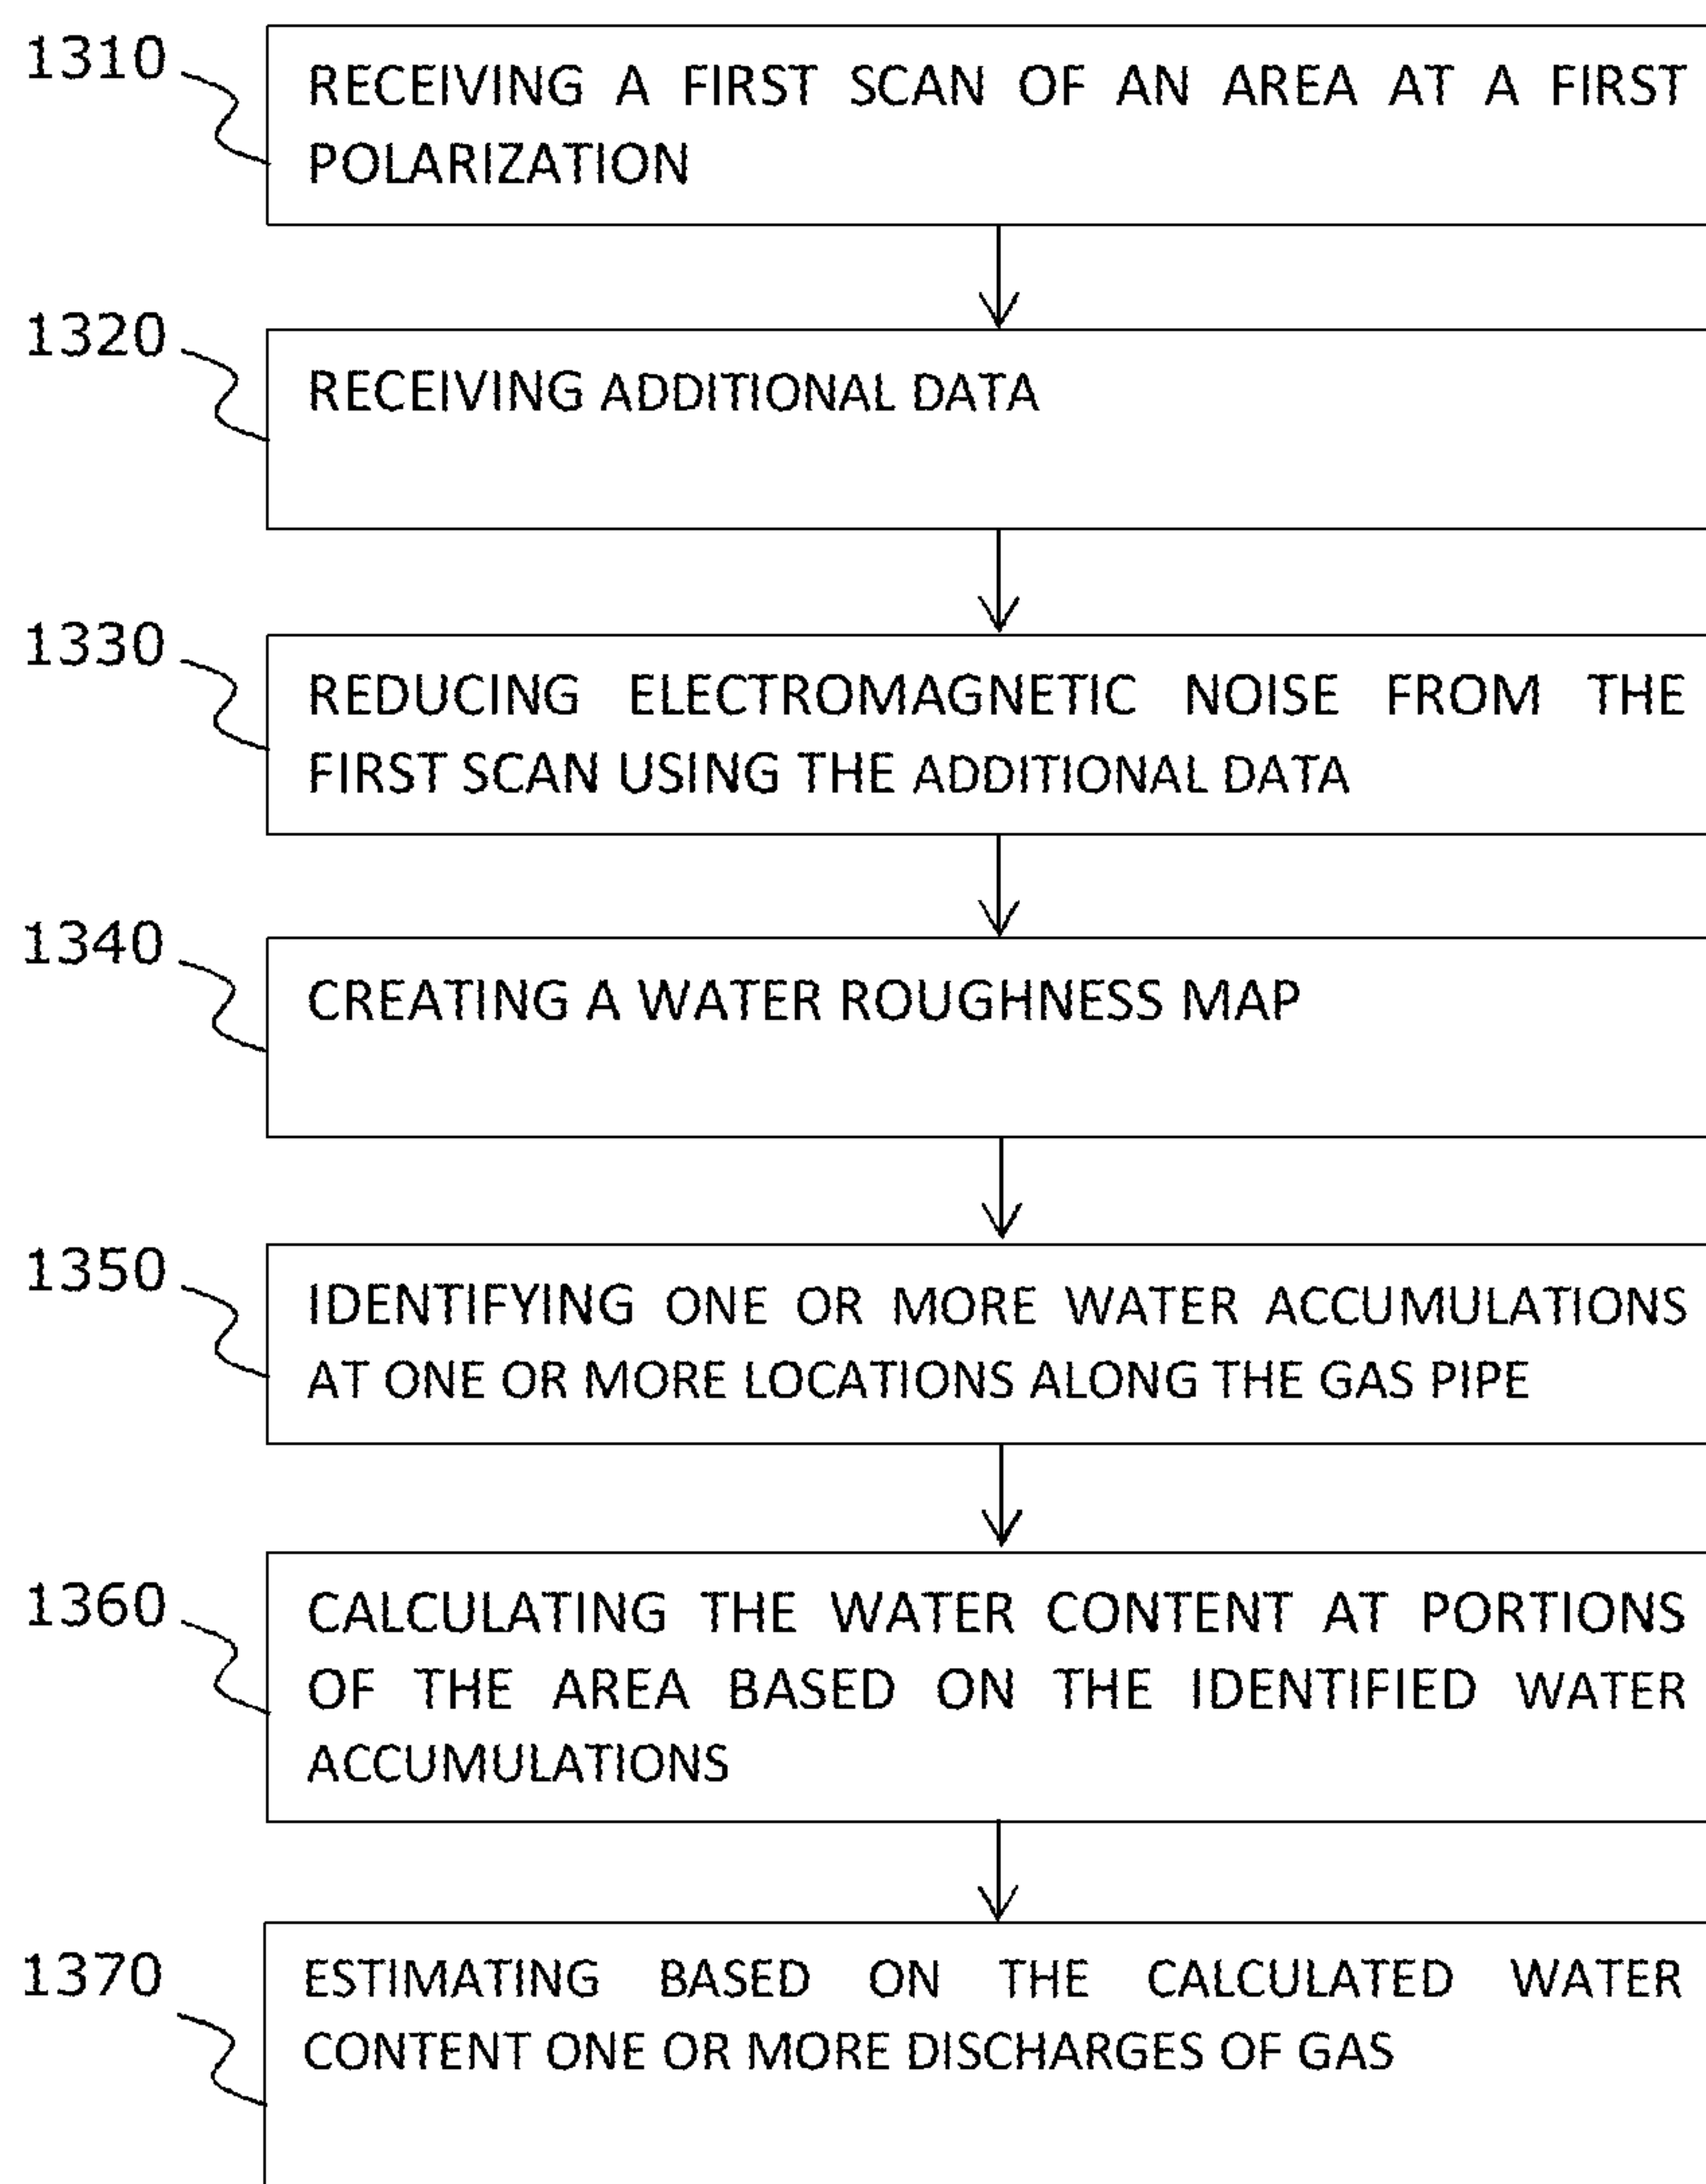 1310
RECEIVING A FIRST SCAN OF AN AREA AT A FIRST
POLARIZATION
1320
RECEIVING ADDITIONAL DATA
1330
REDUCING ELECTROMAGNETIC NOISE FROM THE
FIRST SCAN USING THE ADDITIONAL DATA
1340
CREATING A WATER ROUGHNESS MAP
1350
IDENTIFYING ONE OR MORE WATER ACCUMULATIONS
AT ONE OR MORE LOCATIONS ALONG THE GAS PIPE
1360
CALCULATING THE WATER CONTENT AT PORTIONS
OF THE AREA BASED ON THE IDENTIFIED WATER
ACCUMULATIONS
1370
ESTIMATING BASED ON THE CALCULATED WATER
CONTENT ONE OR MORE DISCHARGES OF GAS